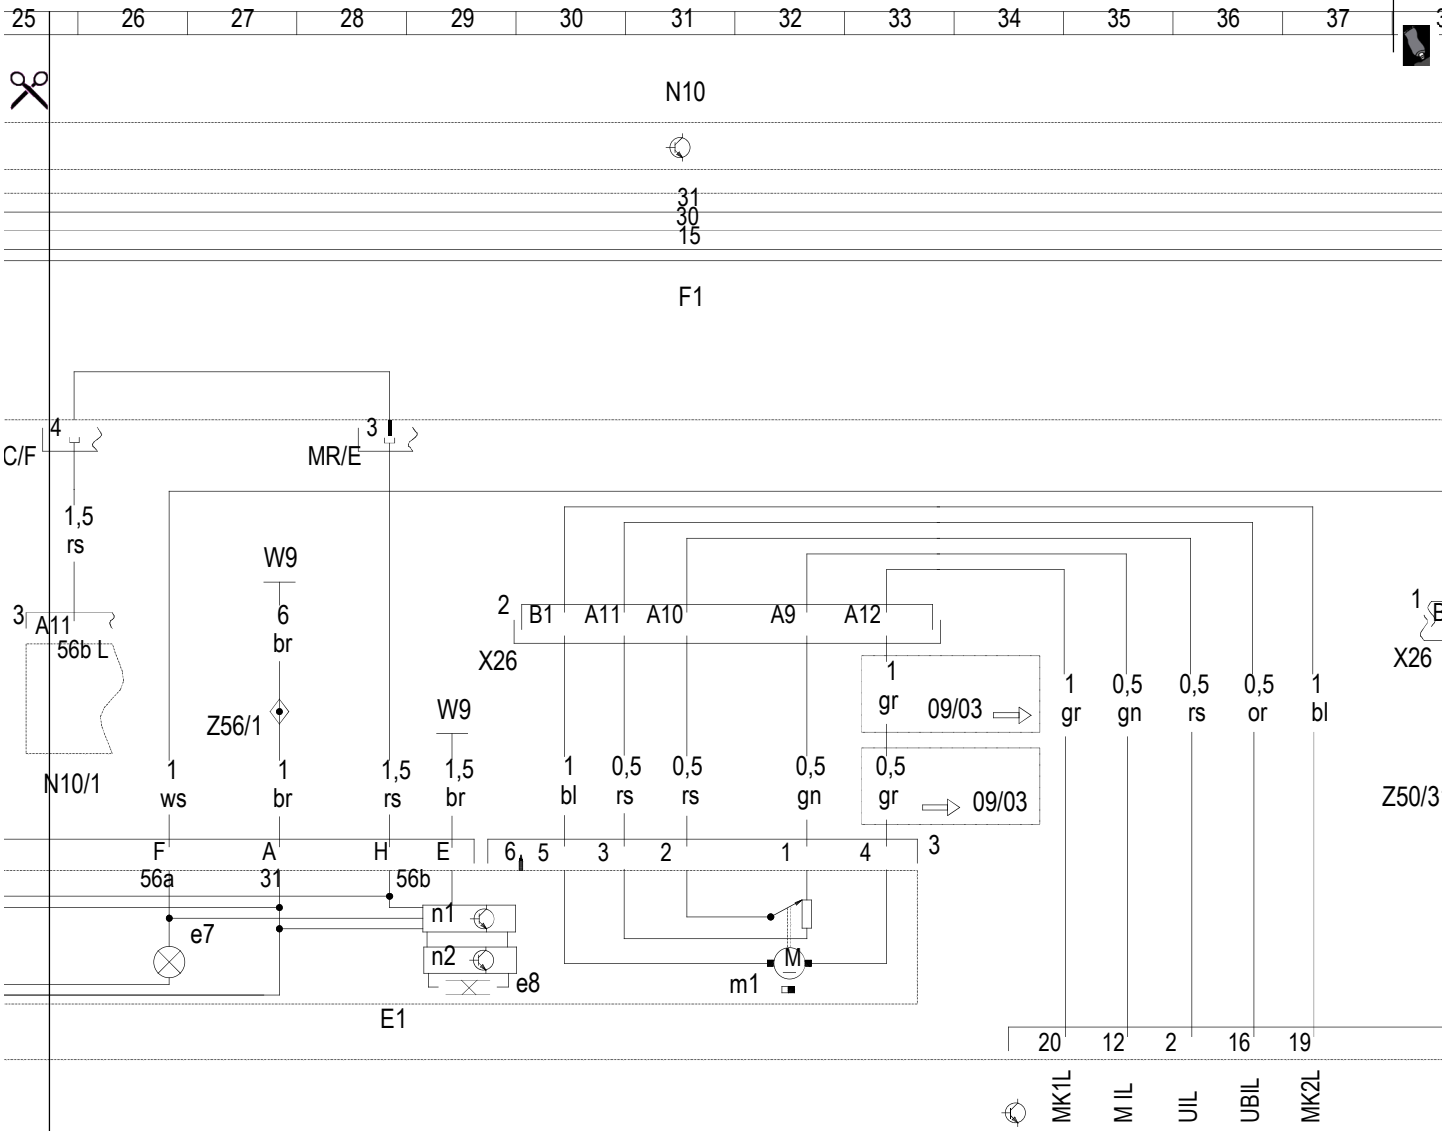 25 26 27 28 29 30 31 32 33 34 35 36 37
N10
31
30
15
F1
4 3
C/F MR/E
1,5
rs
W9
3 A11
56b L
6
br
2 B1 A11 A10 A9 A12
1
X26
X26
Z56/1
W9
1
gr 09/03
1 0,5 0,5 0,5 1
gr gn rs or bl
N10/1
1 1 1,5 1,5 1 0,5 0,5 0,5 0,5
ws br rs br bl rs rs gn gr 09/03
Z50/3
F A H E 6 5 3 2 1 4 3
56a 31 56b
n1
e7
n2
e8
M
m1
E1
20 12 2 16 19
MK1L
M IL
UIL
UBIL
MK2L